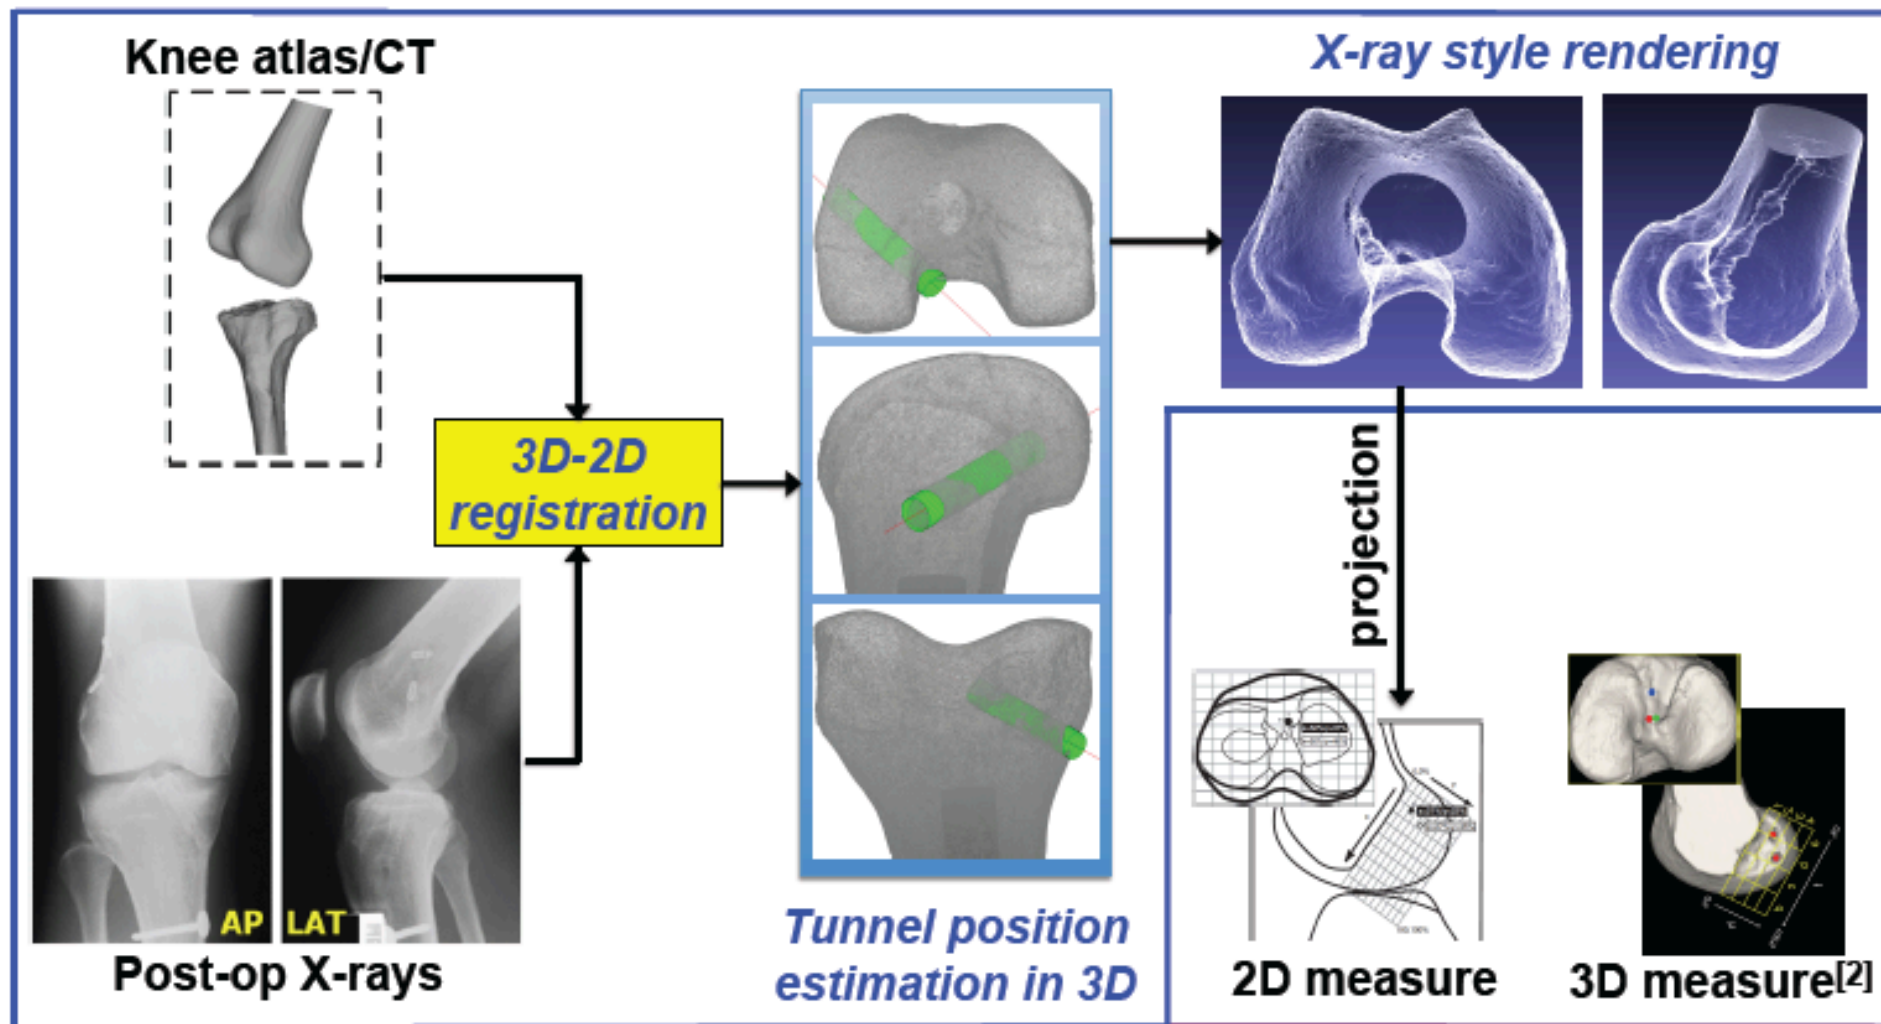 Knee atlas/CT
X-ray style rendering
3D-2D
registration
projection
AP LAT
Post-op X-rays
Tunnel position
estimation in 3D
2D measure
3D measure[2]